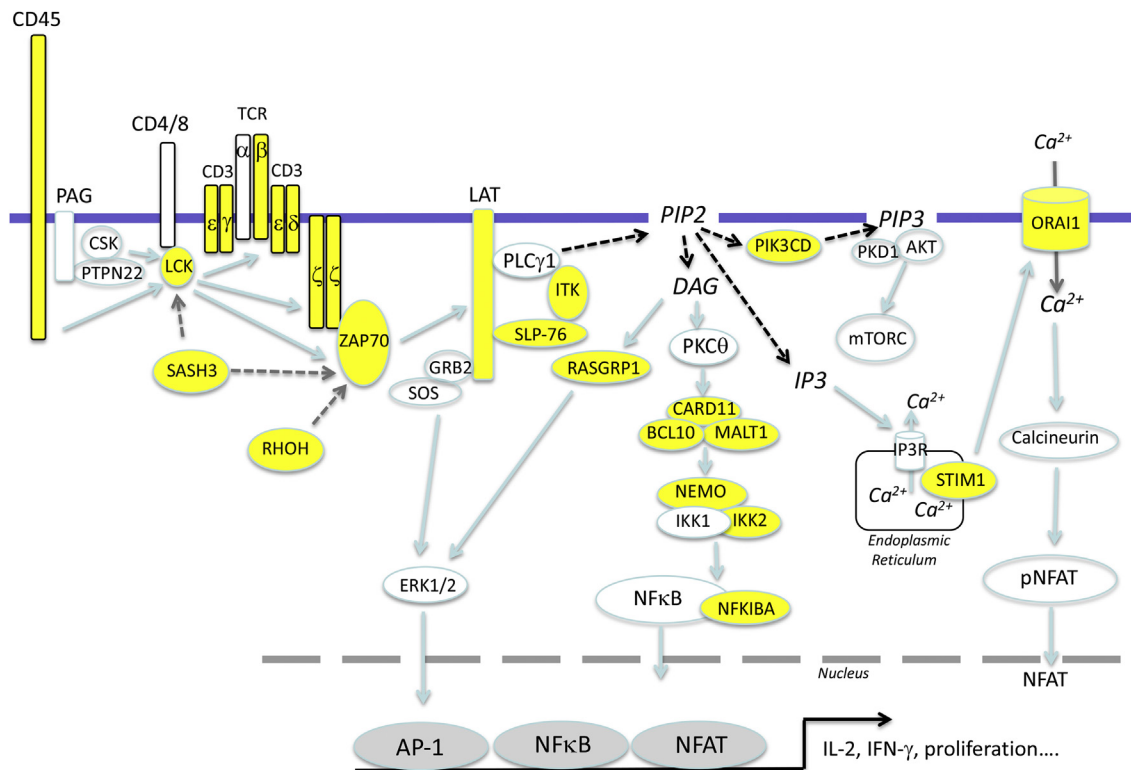 CD45
CD4/8
TCR
α
β
CD3
CD3
ε
γ
ε
δ
ζ
ζ
PAG
CSK
PTPN22
LCK
ZAP70
SASH3
RHOH
LAT
PLCγ1
ITK
SLP-76
GRB2
SOS
RASGRP1
ERK1/2
PIP2
DAG
PKCθ
CARD11
BCL10
MALT1
NEMO
IKK1
IKK2
NFκB
NFKIBA
PIK3CD
PIP3
PKD1
AKT
mTORC
IP3
Ca2+
IP3R
Ca2+
Ca2+
STIM1
Endoplasmic
Reticulum
Ca2+
ORAI1
Ca2+
Calcineurin
pNFAT
Nucleus
NFAT
AP-1
NFκB
NFAT
IL-2, IFN-γ, proliferation....